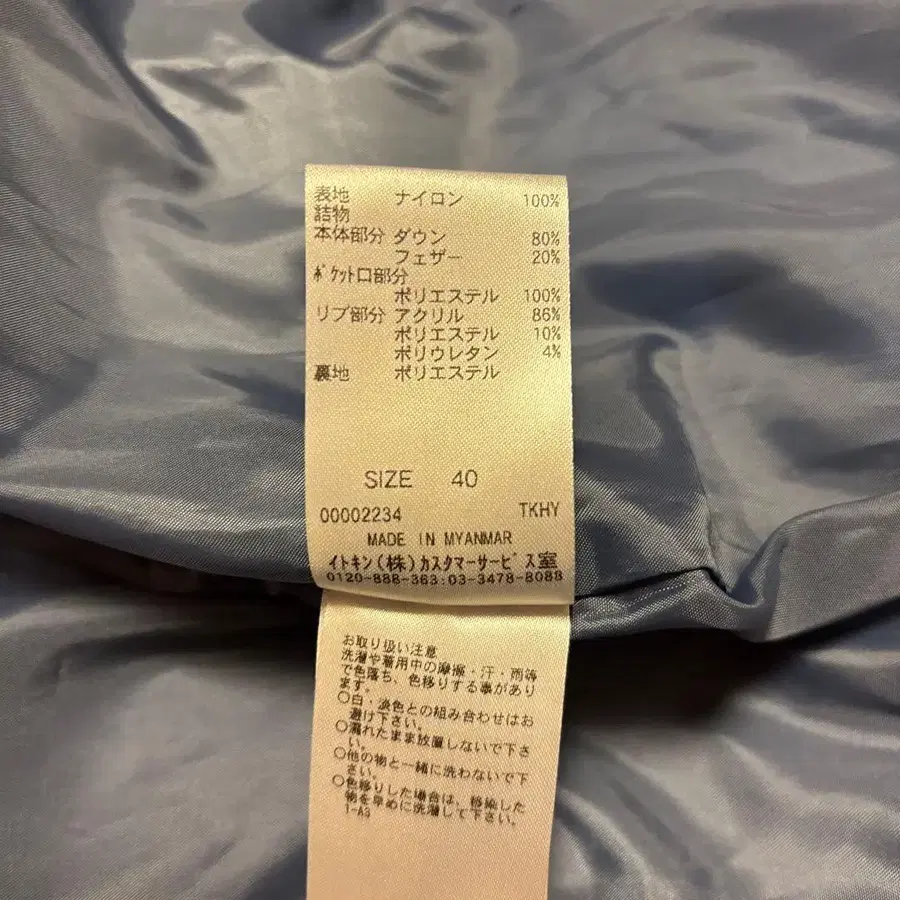 表地 ナイロン 100%
詰物
本体部分 ダウン 80%
フェザー 20%
ポケット口部分
ポリエステル 100%
リブ部分 アクリル 86%
ポリエステル 10%
ポリウレタン 4%
裏地 ポリエステル
SIZE 40
00002234 TKHY
MADE IN MYANMAR
イトキン(株)カスタマーサービス室
0120-888-363:03-3478-8088
お取り扱い注意
洗濯や着用中の摩擦・汗・雨等
で色落ち、色移りする事があり
ます。
○白・淡色との組み合わせはお
避け下さい。
○濡れたまま放置しないで下さ
い。
○他の物と一緒に洗わないで下
さい。
○色移りした場合は、移染した
物を早めに洗濯して下さい。
1-A3